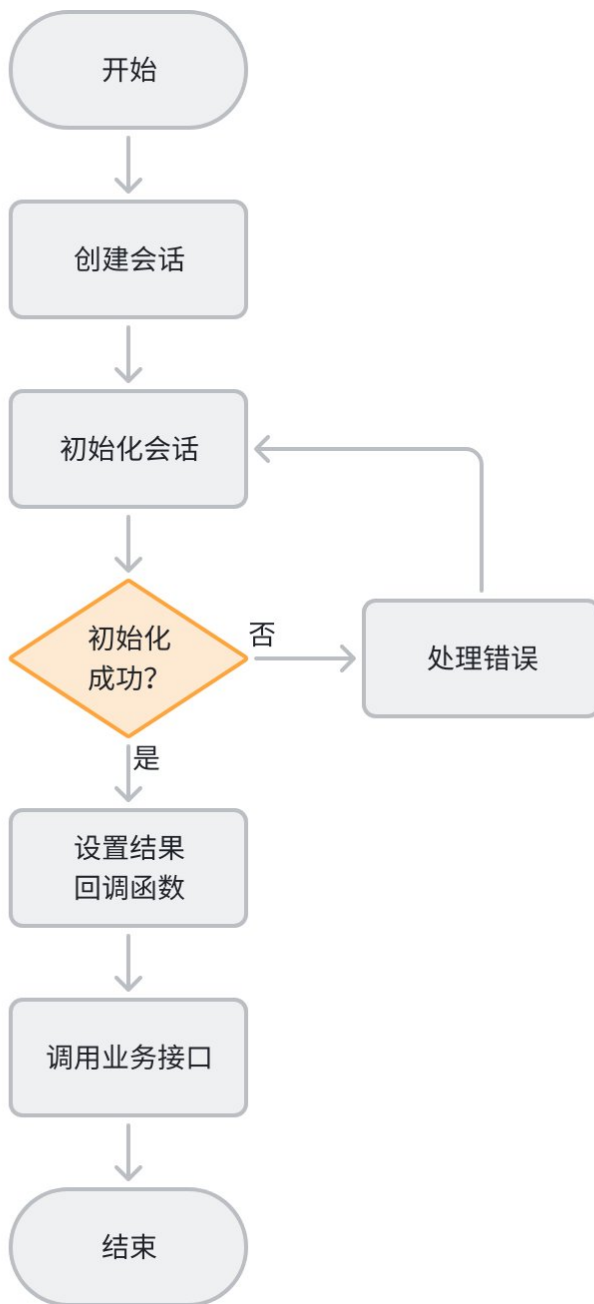 开始
创建会话
初始化会话
初始化
成功？
否
处理错误
是
设置结果
回调函数
调用业务接口
结束